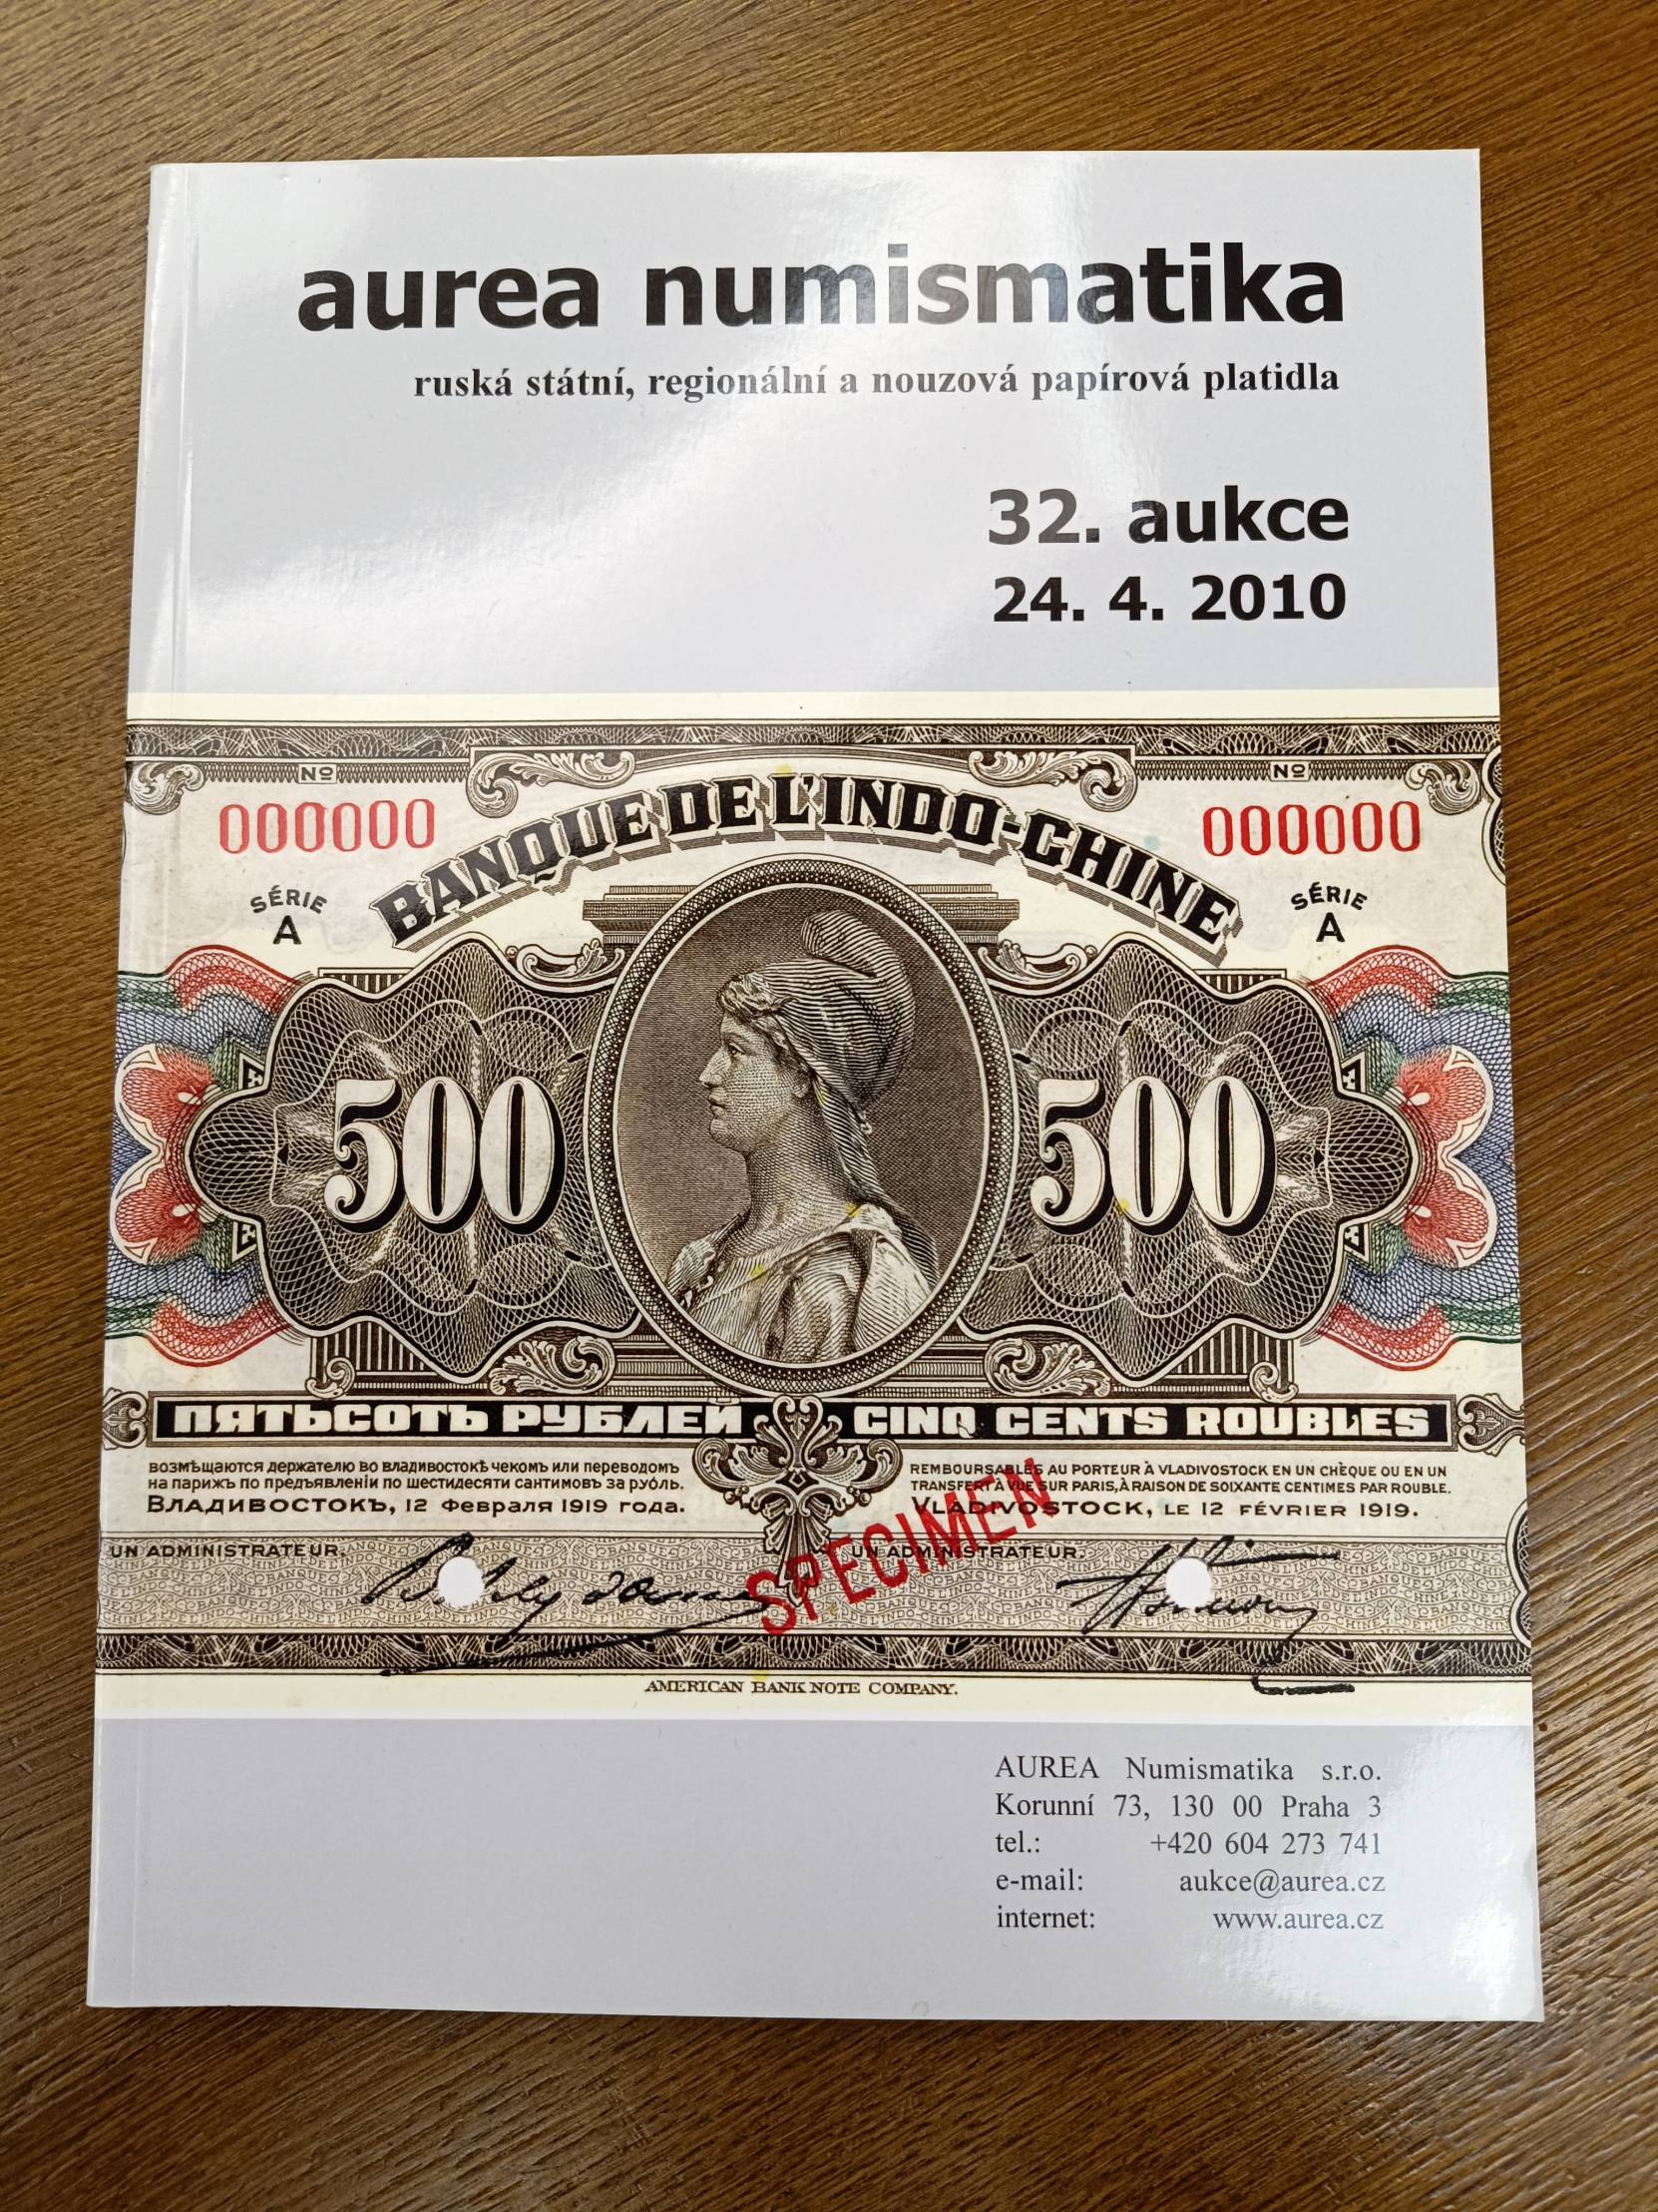 aurea numismatika
ruská státní, regionální a nouzová papírová platidla
32. aukce
24. 4. 2010
Nº
Nº
000000
000000
BANQUE DE L'INDO-CHINE
SÉRIE
A
SÉRIE
A
500
500
ПЯТЬСОТЪ РУБЛЕЙ
CINQ CENTS ROUBLES
ВОЗМѢЩАЮТСЯ ДЕРЖАТЕЛЮ ВО ВЛАДИВОСТОКѢ ЧЕКОМЪ ИЛИ ПЕРЕВОДОМЪ
НА ПАРИЖЪ ПО ПРЕДЪЯВЛЕНІИ ПО ШЕСТИДЕСЯТИ САНТИМОВЪ ЗА РУБЛЬ.
ВЛАДИВОСТОКЪ, 12 ФЕВРАЛЯ 1919 ГОДА.
REMBOURSABLES AU PORTEUR À VLADIVOSTOCK EN UN CHÈQUE OU EN UN
TRANSFERT À VUE SUR PARIS, À RAISON DE SOIXANTE CENTIMES PAR ROUBLE.
VLADIVOSTOCK, LE 12 FÉVRIER 1919.
SPECIMEN
UN ADMINISTRATEUR.
UN ADMINISTRATEUR.
AMERICAN BANK NOTE COMPANY.
AUREA Numismatika s.r.o.
Korunní 73, 130 00 Praha 3
tel.: +420 604 273 741
e-mail: aukce@aurea.cz
internet: www.aurea.cz